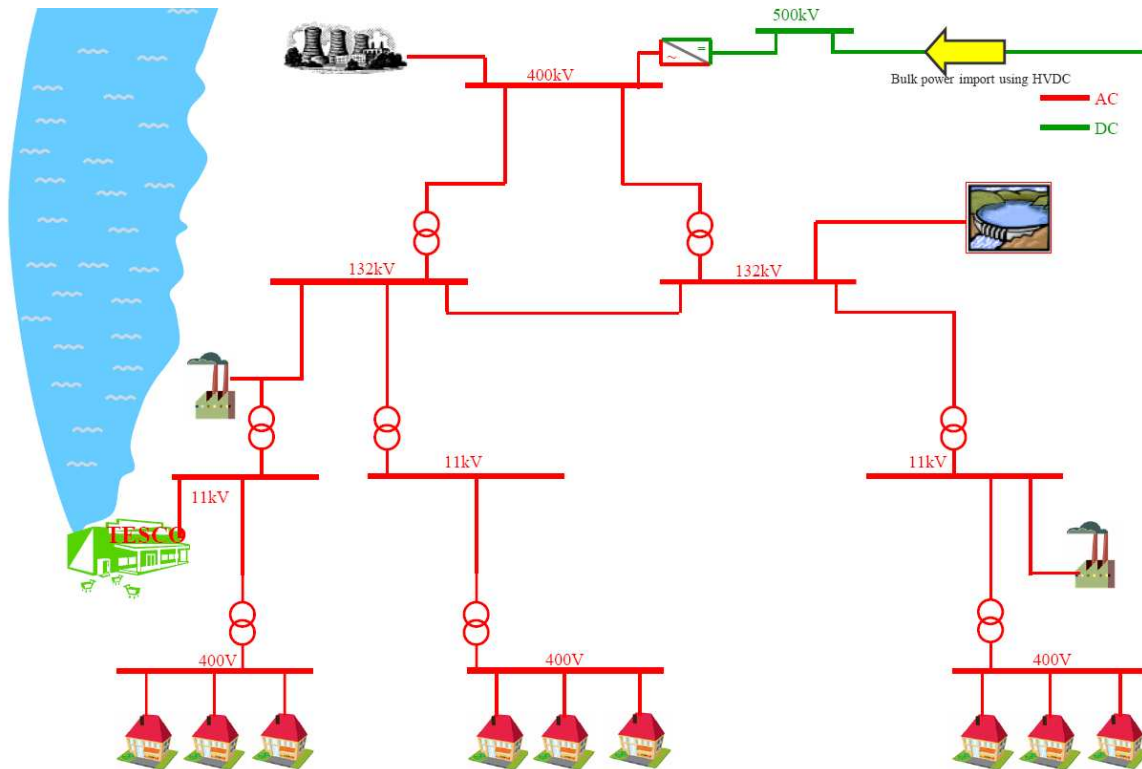 500kV
400kV
Bulk power import using HVDC
AC
DC
132kV
132kV
11kV
11kV
11kV
TESCO
400V
400V
400V